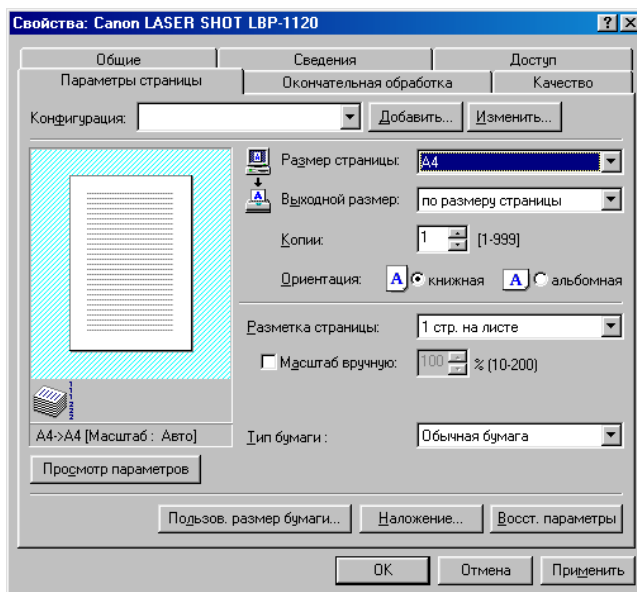 Свойства: Canon LASER SHOT LBP-1120
Общие Сведения Доступ
Параметры страницы Окончательная обработка Качество
Конфигурация: Добавить... Изменить...
Размер страницы: A4
Выходной размер: по размеру страницы
Копии: 1 [1-999]
Ориентация: A книжная A альбомная
Разметка страницы: 1 стр. на листе
Масштаб вручную: 100 % (10-200)
A4->A4 [Масштаб : Авто]
Тип бумаги : Обычная бумага
Просмотр параметров
Пользов. размер бумаги... Наложение... Восст. параметры
OK Отмена Применить